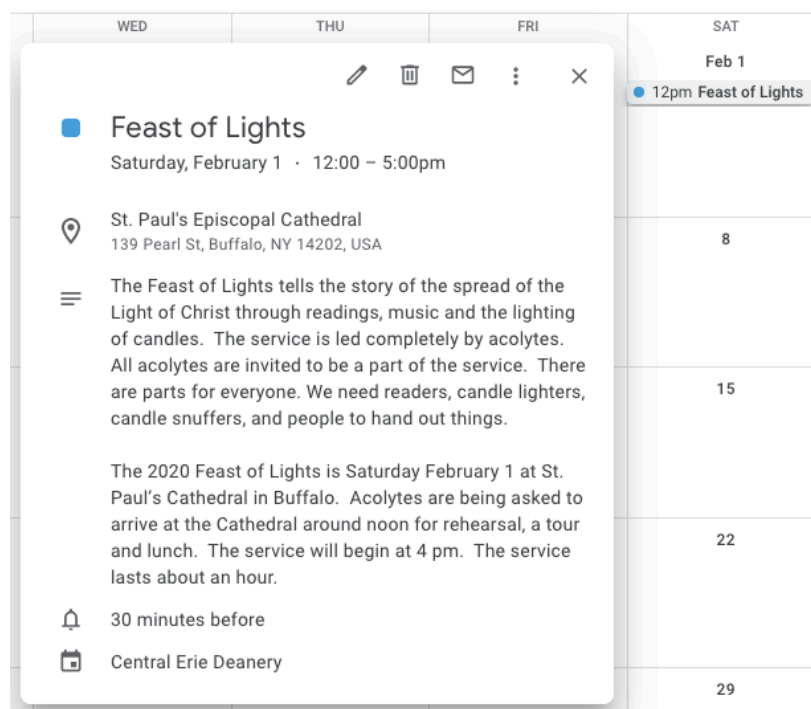 WED THU FRI SAT
Feb 1
12pm Feast of Lights
Feast of Lights
Saturday, February 1 · 12:00 – 5:00pm
St. Paul's Episcopal Cathedral
139 Pearl St, Buffalo, NY 14202, USA
The Feast of Lights tells the story of the spread of the
Light of Christ through readings, music and the lighting
of candles.  The service is led completely by acolytes.
All acolytes are invited to be a part of the service.  There
are parts for everyone. We need readers, candle lighters,
candle snuffers, and people to hand out things.
The 2020 Feast of Lights is Saturday February 1 at St.
Paul’s Cathedral in Buffalo.  Acolytes are being asked to
arrive at the Cathedral around noon for rehearsal, a tour
and lunch.  The service will begin at 4 pm.  The service
lasts about an hour.
30 minutes before
Central Erie Deanery
8
15
22
29